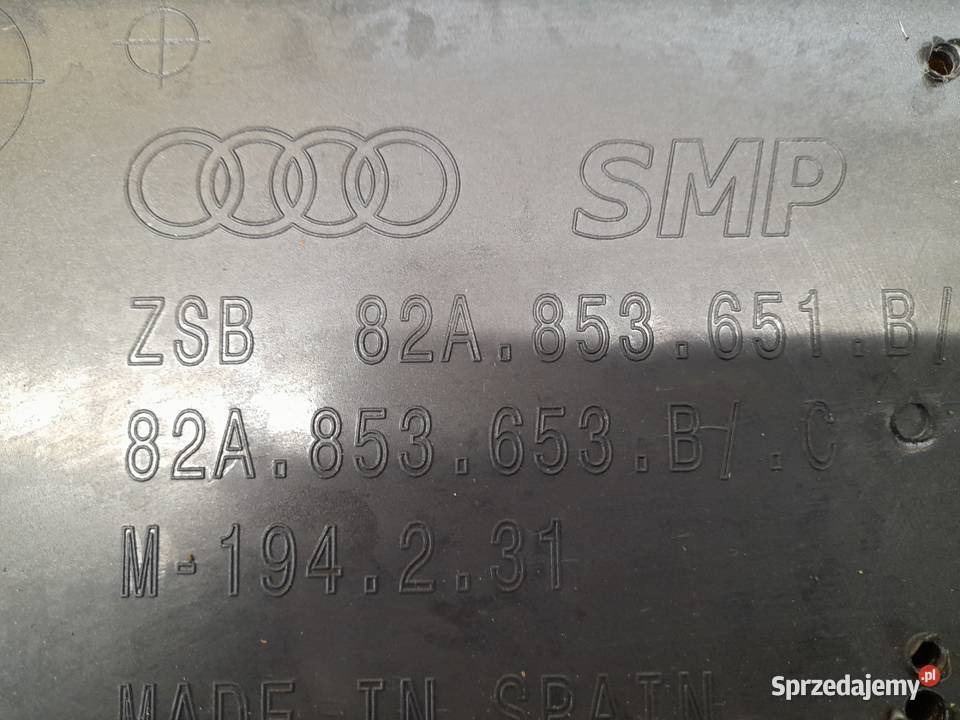 SMP
ZSB 82A.853.651.B/
82A.853.653.B/.C
M-194.2.31
MADE IN SPAIN
Sprzedajemy.pl